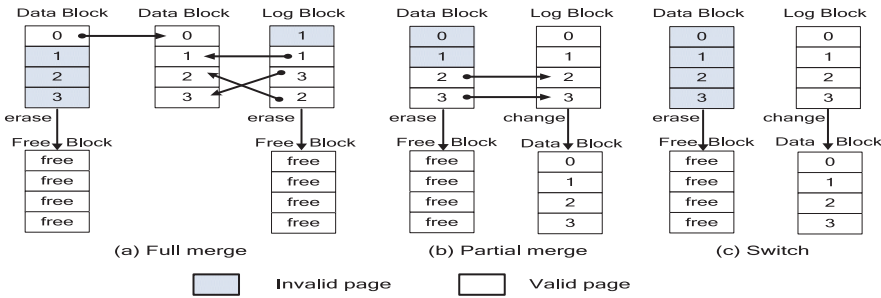 Data Block Data Block Log Block Data Block Log Block Data Block Log Block
0 0 1 0 0 0 0
1 1 1 1 1 1 1
2 2 3 2 2 2 2
3 3 2 3 3 3 3
erase erase erase change erase change
Free Block Free Block Free Block Data Block Free Block Data Block
free free free 0 free 0
free free free 1 free 1
free free free 2 free 2
free free free 3 free 3
(a) Full merge (b) Partial merge (c) Switch
Invalid page Valid page